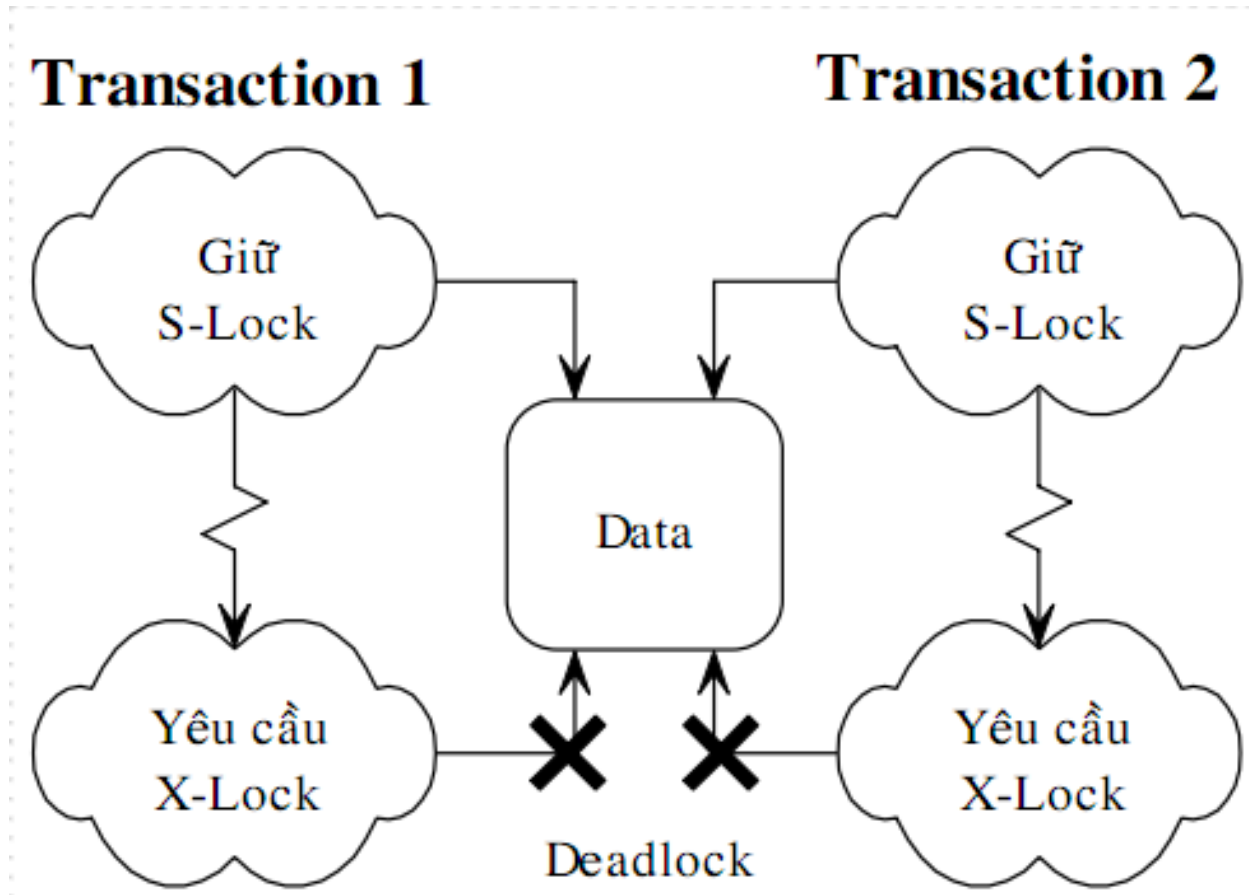 Transaction 1
Transaction 2
Giữ
S-Lock
Giữ
S-Lock
Data
Yêu cầu
X-Lock
Yêu cầu
X-Lock
Deadlock